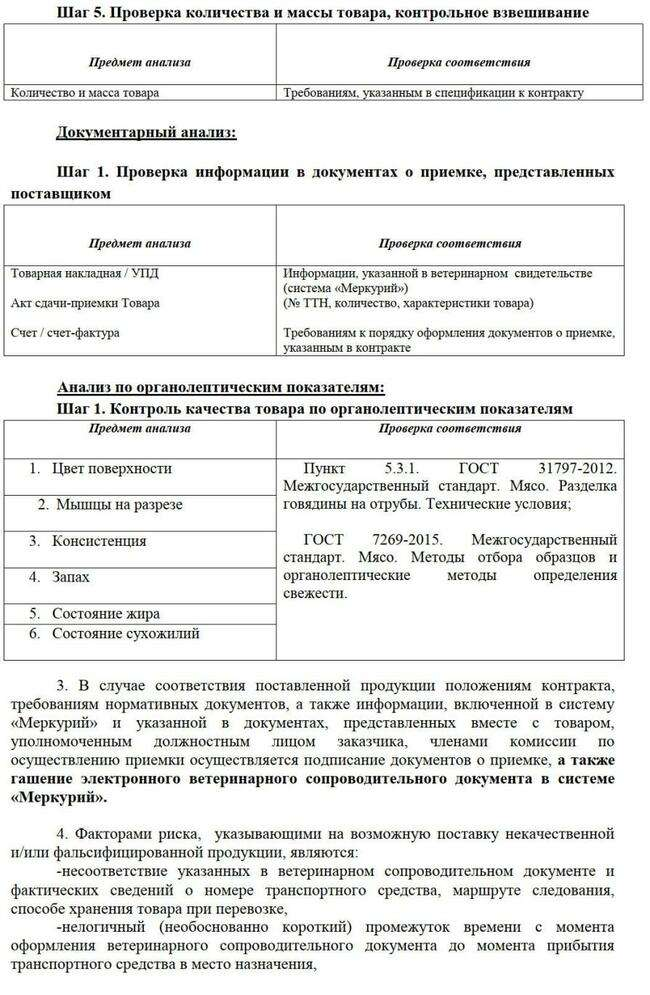 Шаг 5. Проверка количества и массы товара, контрольное взвешивание
Предмет анализа
Проверка соответствия
Количество и масса товара
Требованиям, указанным в спецификации к контракту
Документарный анализ:
Шаг 1. Проверка информации в документах о приемке, представленных
поставщиком
Предмет анализа
Проверка соответствия
Товарная накладная / УПД
Информации, указанной в ветеринарном свидетельстве
(система «Меркурий»)
Акт сдачи-приемки Товара
(№ ТТН, количество, характеристики товара)
Счет / счет-фактура
Требованиям к порядку оформления документов о приемке,
указанным в контракте
Анализ по органолептическим показателям:
Шаг 1. Контроль качества товара по органолептическим показателям
Предмет анализа
Проверка соответствия
1. Цвет поверхности
2. Мышцы на разрезе
3. Консистенция
4. Запах
5. Состояние жира
6. Состояние сухожилий
Пункт 5.3.1. ГОСТ 31797-2012.
Межгосударственный стандарт. Мясо. Разделка
говядины на отрубы. Технические условия;
ГОСТ 7269-2015. Межгосударственный
стандарт. Мясо. Методы отбора образцов и
органолептические методы определения
свежести.
3. В случае соответствия поставленной продукции положениям контракта,
требованиям нормативных документов, а также информации, включенной в систему
«Меркурий» и указанной в документах, представленных вместе с товаром,
уполномоченным должностным лицом заказчика, членами комиссии по
осуществлению приемки осуществляется подписание документов о приемке, а также
гашение электронного ветеринарного сопроводительного документа в системе
«Меркурий».
4. Факторами риска, указывающими на возможную поставку некачественной
и/или фальсифицированной продукции, являются:
-несоответствие указанных в ветеринарном сопроводительном документе и
фактических сведений о номере транспортного средства, маршруте следования,
способе хранения товара при перевозке,
-нелогичный (необоснованно короткий) промежуток времени с момента
оформления ветеринарного сопроводительного документа до момента прибытия
транспортного средства в место назначения,